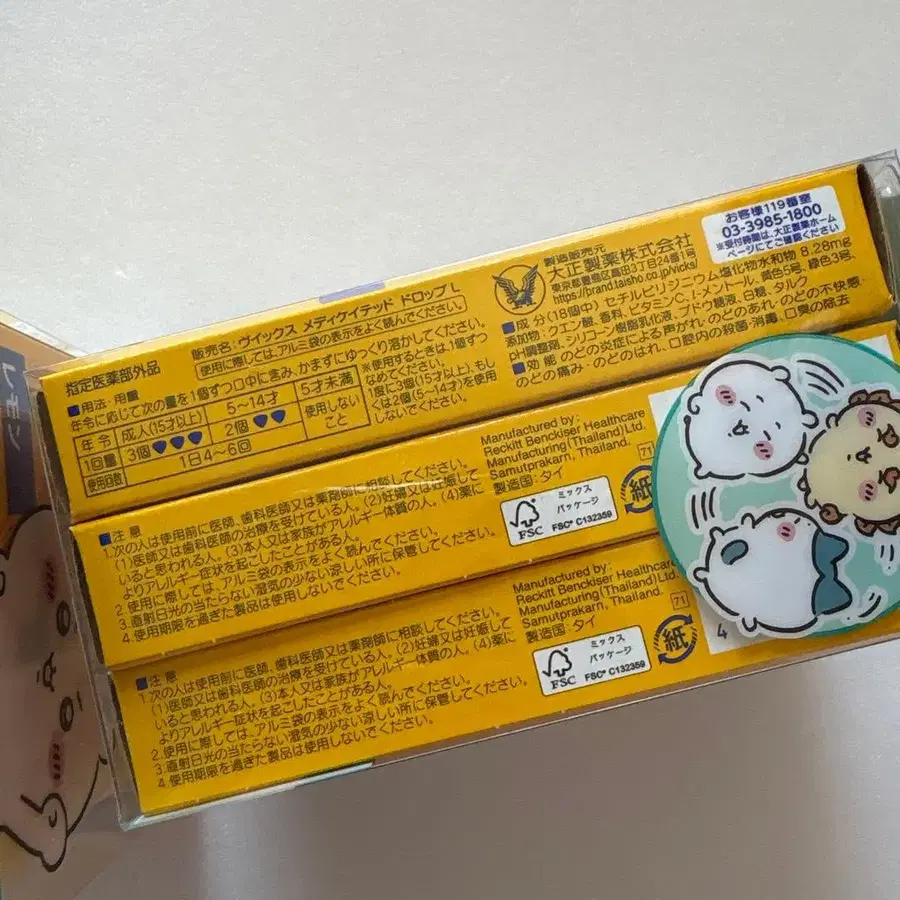 指定医薬部外品
販売名：ヴイックス メディケイテッド ドロップL
使用に際しては、アルミ袋の表示をよく読んでください。
■用法・用量
年令に応じて次の量を1個ずつ口中に含み、かまずにゆっくり溶かしてください。
年令 成人(15才以上) 5～14才 5才未満
1回量 3個 2個 使用しないこと
使用回数 1日4～6回
※使用するときは、1個ずつ
なめてください。
1度に3個(15才以上)、もし
くは2個(5～14才)を使用
しないでください。
製造販売元
大正製薬株式会社
東京都豊島区高田3丁目24番1号
https://brand.taisho.co.jp/vicks/
お客様119番室
03-3985-1800
※受付時間は、大正製薬ホーム
ページにてご確認ください
■成分(18個中) セチルピリジニウム塩化物水和物 8.28mg
添加物：クエン酸、香料、ビタミンC、l-メントール、黄色5号、緑色3号、
pH調整剤、シリコーン樹脂乳化液、ブドウ糖液、白糖、タルク
■効能 のどの炎症による声がれ、のどのあれ、のどの不快感・
のどの痛み・のどのはれ、口腔内の殺菌・消毒、口臭の除去
■注意
1.次の人は使用前に医師、歯科医師又は薬剤師に相談してください。
(1)医師又は歯科医師の治療を受けている人。(2)妊婦又は妊娠して
いると思われる人。(3)本人又は家族がアレルギー体質の人。(4)薬に
よりアレルギー症状を起こしたことがある人。
2.使用に際しては、アルミ袋の表示をよく読んでください。
3.直射日光の当たらない湿気の少ない涼しい所に保管してください。
4.使用期限を過ぎた製品は使用しないでください。
Manufactured by:
Reckitt Benckiser Healthcare
Manufacturing(Thailand)Ltd.
Samutprakarn, Thailand.
製造国：タイ
FSC
ミックス
パッケージ
FSC® C132359
紙
71
■注意
1.次の人は使用前に医師、歯科医師又は薬剤師に相談してください。
(1)医師又は歯科医師の治療を受けている人。(2)妊婦又は妊娠して
いると思われる人。(3)本人又は家族がアレルギー体質の人。(4)薬に
よりアレルギー症状を起こしたことがある人。
2.使用に際しては、アルミ袋の表示をよく読んでください。
3.直射日光の当たらない湿気の少ない涼しい所に保管してください。
4.使用期限を過ぎた製品は使用しないでください。
Manufactured by:
Reckitt Benckiser Healthcare
Manufacturing(Thailand)Ltd.
Samutprakarn, Thailand.
製造国：タイ
FSC
ミックス
パッケージ
FSC® C132359
紙
71
4
レモン